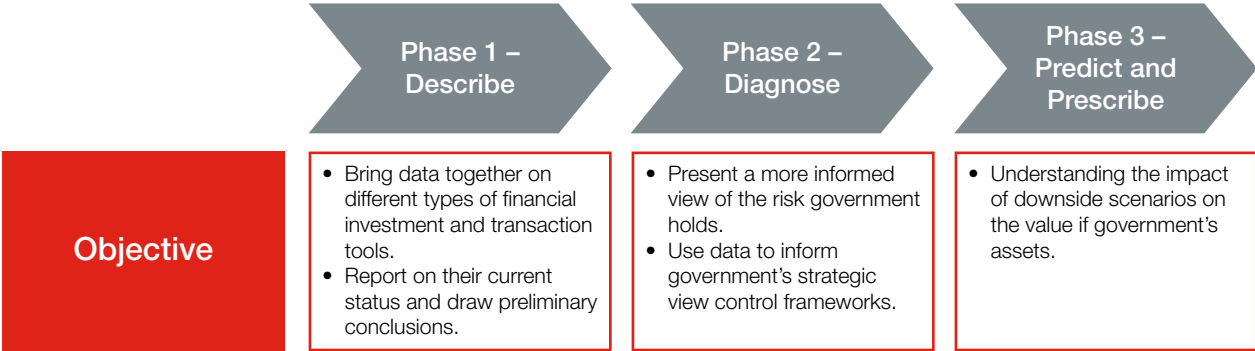 Phase 1 –
Describe
Phase 2 –
Diagnose
Phase 3 –
Predict and
Prescribe
Objective
• Bring data together on
different types of financial
investment and transaction
tools.
• Report on their current
status and draw preliminary
conclusions.
• Present a more informed
view of the risk government
holds.
• Use data to inform
government’s strategic
view control frameworks.
• Understanding the impact
of downside scenarios on
the value if government’s
assets.